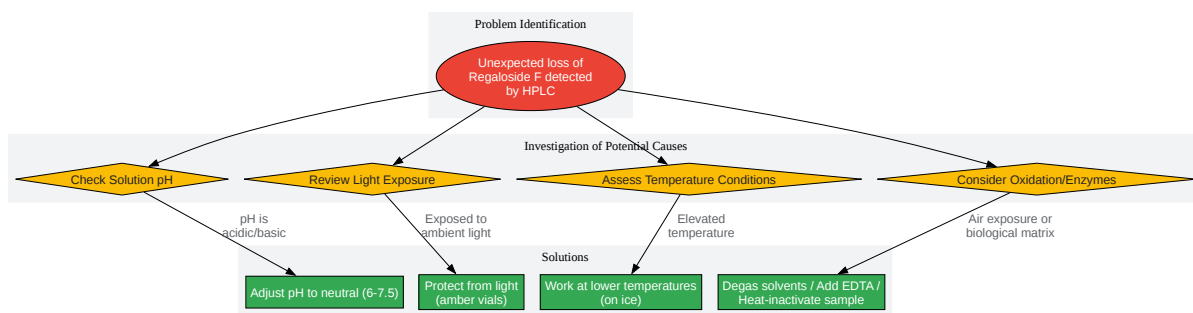 Problem Identification
Unexpected loss of
Regaloside F detected
by HPLC
Investigation of Potential Causes
Check Solution pH
Review Light Exposure
Assess Temperature Conditions
Consider Oxidation/Enzymes
pH is
acidic/basic
Exposed to
ambient light
Elevated
temperature
Air exposure or
biological matrix
Solutions
Adjust pH to neutral (6-7.5)
Protect from light
(amber vials)
Work at lower temperatures
(on ice)
Degas solvents / Add EDTA /
Heat-inactivate sample